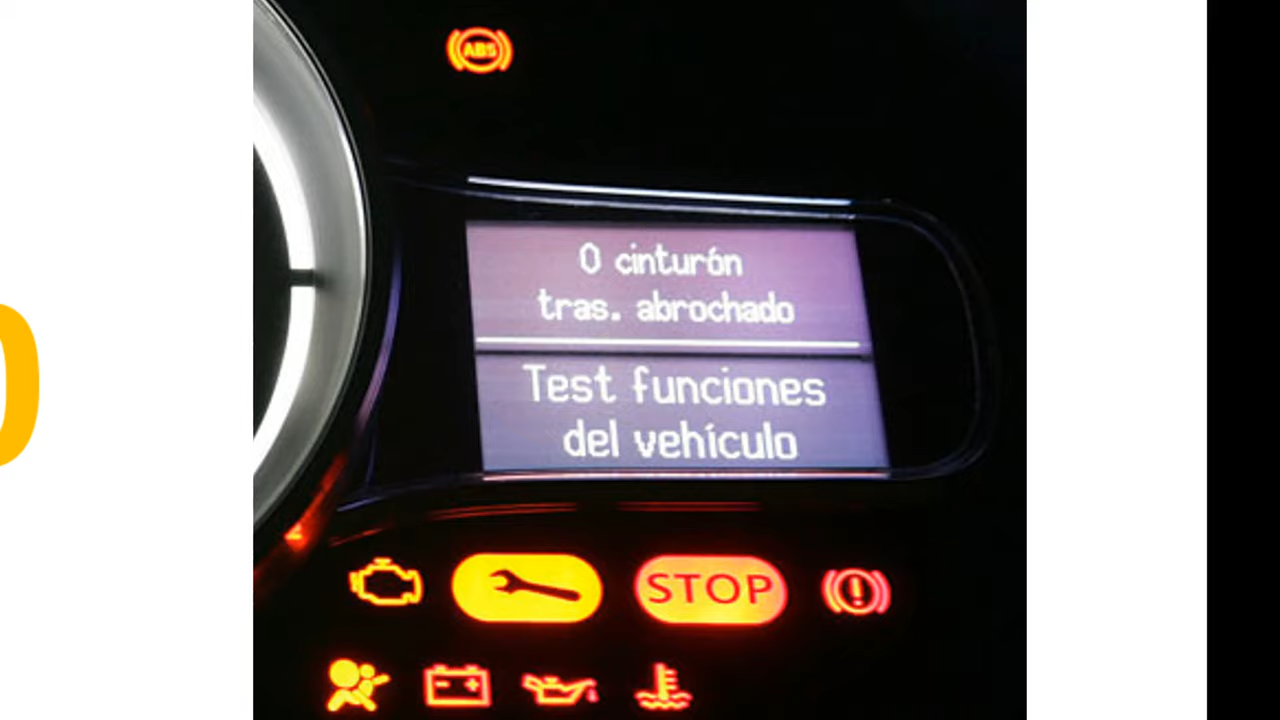 ABS
0 cinturón
tras. abrochado
Test funciones
del vehículo
STOP